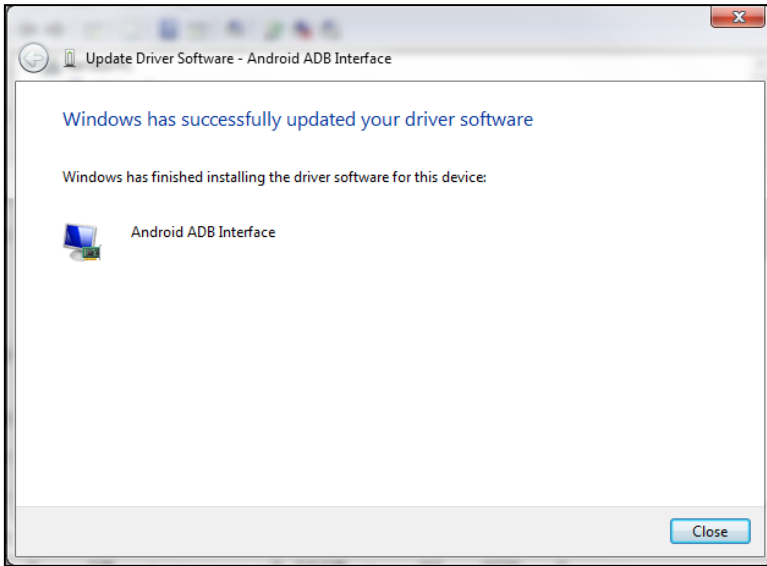 Update Driver Software - Android ADB Interface
Windows has successfully updated your driver software
Windows has finished installing the driver software for this device:
Android ADB Interface
Close